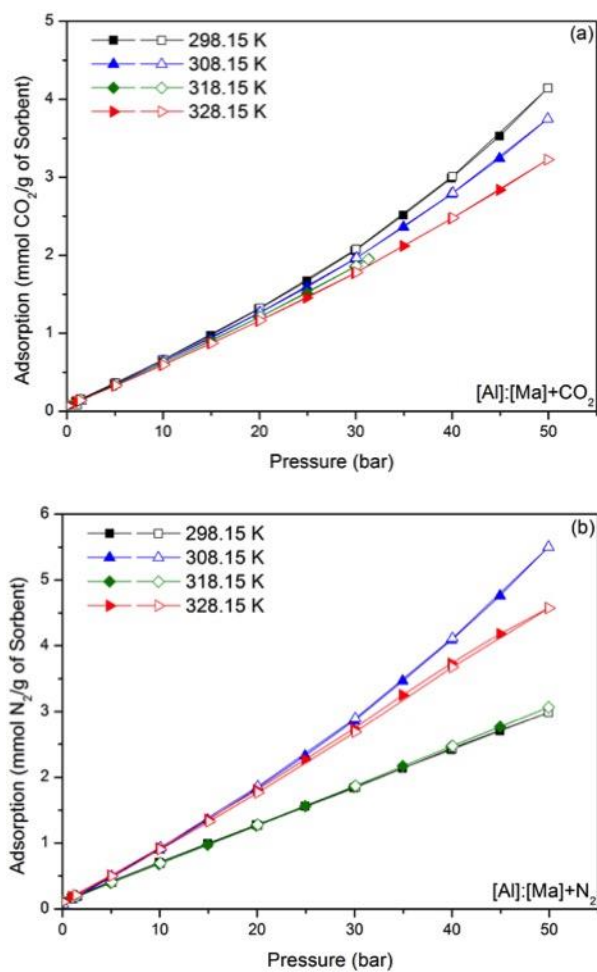 (a)
298.15 K
308.15 K
318.15 K
328.15 K
Adsorption (mmol CO₂/g of Sorbent)
5
4
3
2
1
0
[Al]:[Ma]+CO₂
0 10 20 30 40 50
Pressure (bar)
(b)
298.15 K
308.15 K
318.15 K
328.15 K
Adsorption (mmol N₂/g of Sorbent)
6
5
4
3
2
1
0
[Al]:[Ma]+N₂
0 10 20 30 40 50
Pressure (bar)